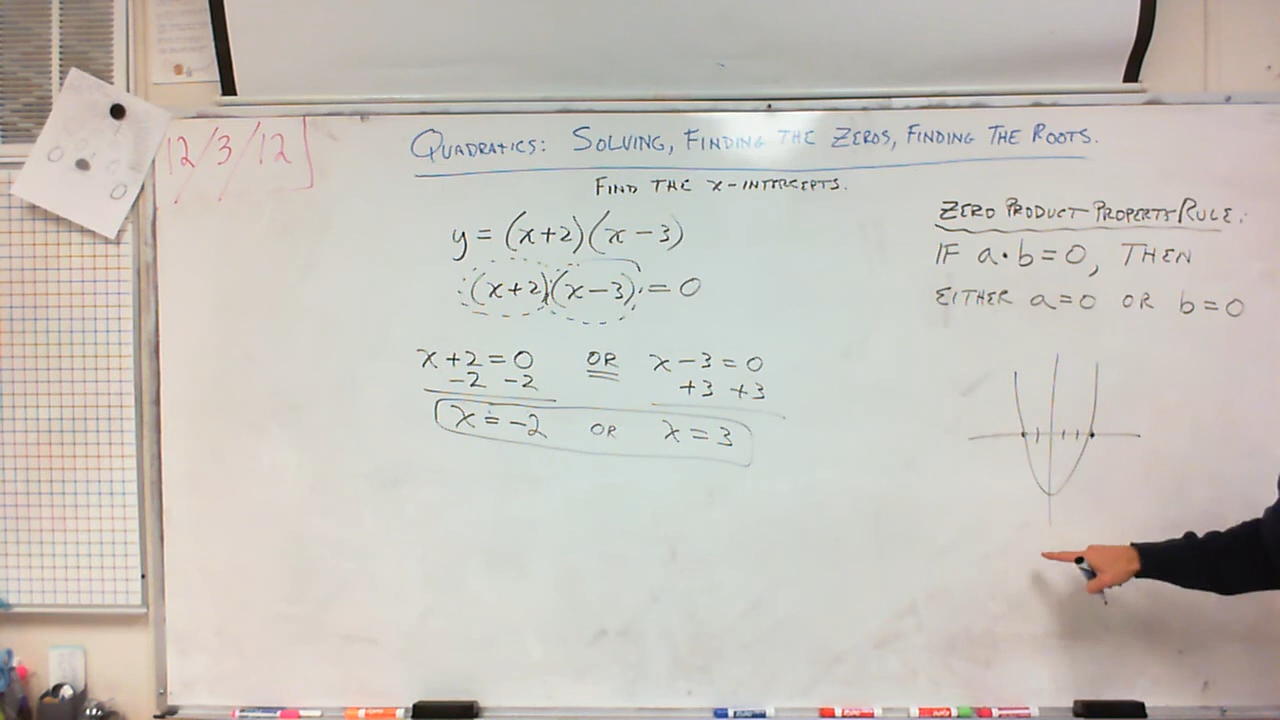 12/3/12
QUADRATICS: SOLVING, FINDING THE ZEROS, FINDING THE ROOTS.
FIND THE X-INTERCEPTS.
y = (x+2)(x-3)
(x+2)(x-3) = 0
x+2=0 OR x-3=0
-2 -2 +3 +3
x=-2 OR x=3
ZERO PRODUCT PROPERTY RULE:
IF a·b=0, THEN
EITHER a=0 OR b=0